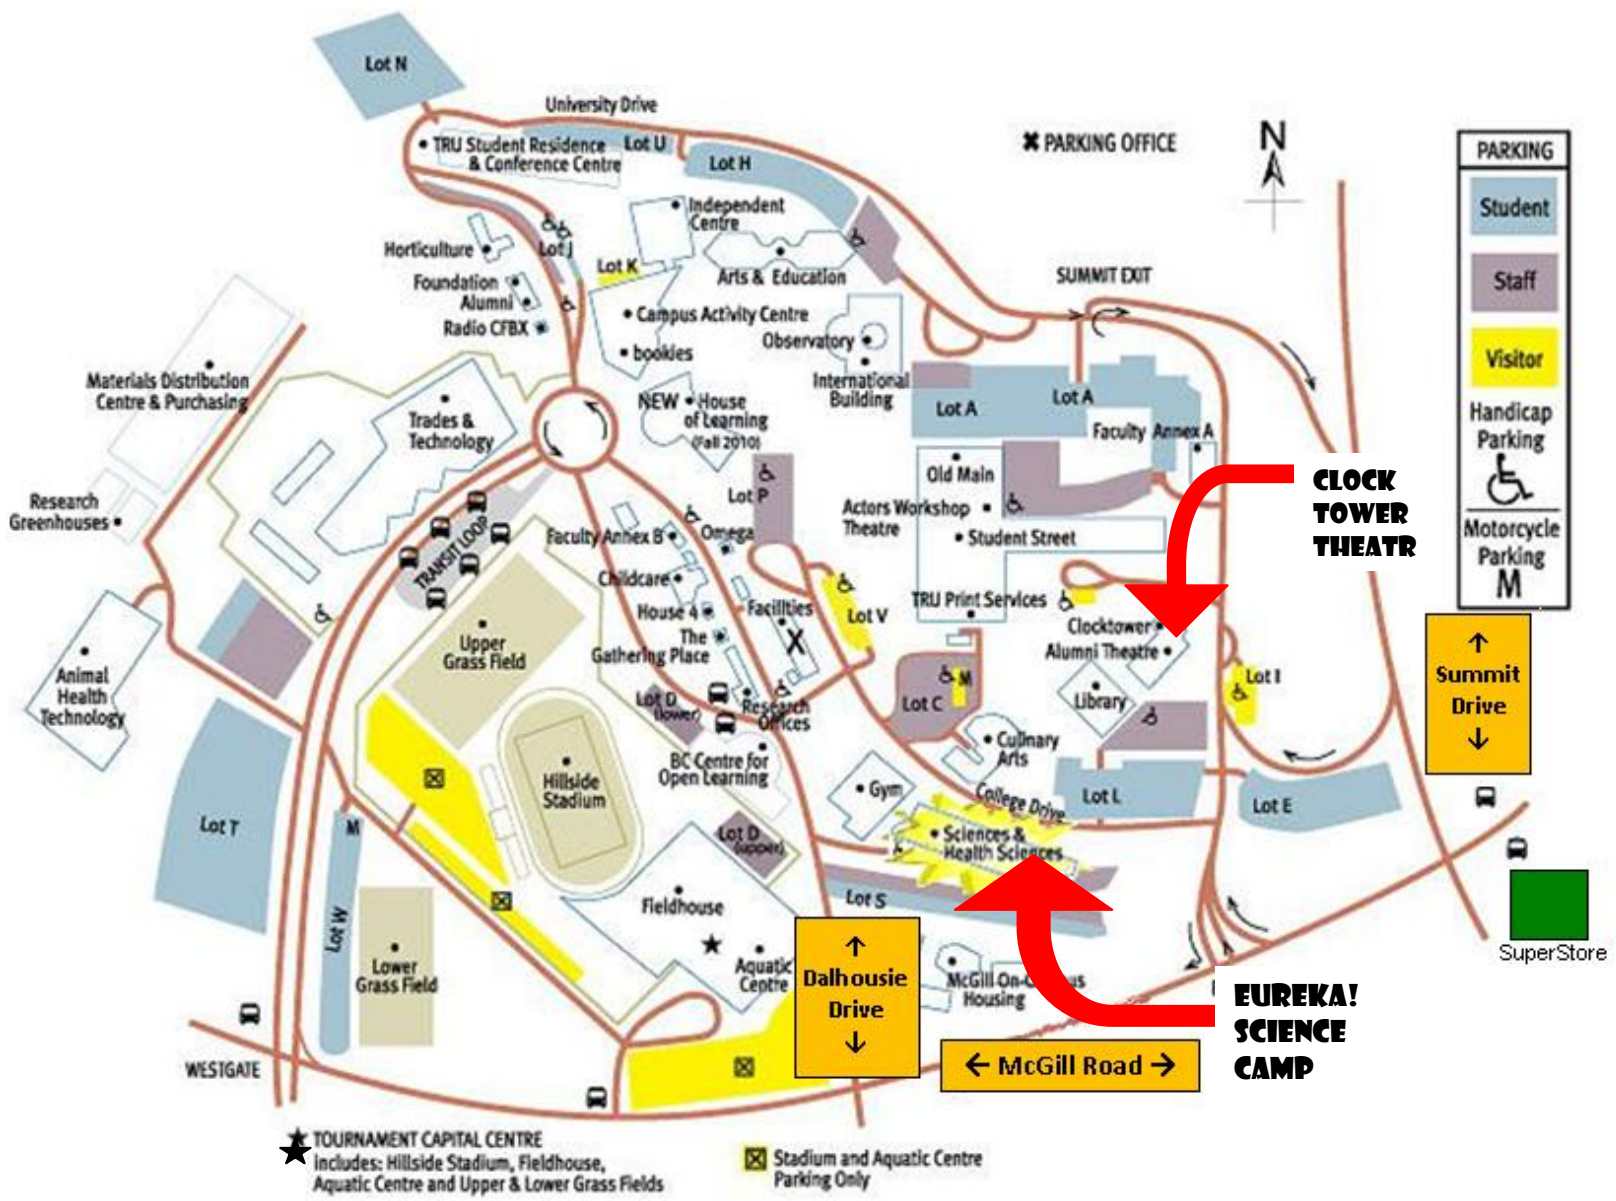 Lot N
University Drive
TRU Student Residence
& Conference Centre
Lot U
Lot H
✖ PARKING OFFICE
N
PARKING
Student
Staff
Visitor
Handicap
Parking
Motorcycle
Parking
M
Independent
Centre
Horticulture
Lot J
Lot K
Arts & Education
SUMMIT EXIT
Foundation
Alumni
Radio CFBX
Campus Activity Centre
bookies
Observatory
International
Building
Materials Distribution
Centre & Purchasing
Trades &
Technology
NEW House
of Learning
(Fall 2010)
Lot A
Lot A
Faculty Annex A
Old Main
CLOCK
TOWER
THEATR
Research
Greenhouses
Lot P
Actors Workshop
Theatre
Student Street
TRANSIT LOOP
Faculty Annex B
Omega
Childcare
House 4
Facilities
X
The
Gathering Place
Lot V
TRU Print Services
Clocktower
Alumni Theatre
Upper
Grass Field
Animal
Health
Technology
Lot D
(lower)
Research
Offices
Lot C
M
Library
Lot I
Summit
Drive
BC Centre for
Open Learning
Culinary
Arts
Hillside
Stadium
Gym
College Drive
Lot L
Lot E
Lot T
M
Lot D
(upper)
Sciences &
Health Sciences
Lot W
Fieldhouse
Lot S
Lower
Grass Field
Aquatic
Centre
Dalhousie
Drive
McGill On-C us
Housing
SuperStore
EUREKA!
SCIENCE
CAMP
← McGill Road →
WESTGATE
TOURNAMENT CAPITAL CENTRE
includes: Hillside Stadium, Fieldhouse,
Aquatic Centre and Upper & Lower Grass Fields
Stadium and Aquatic Centre
Parking Only